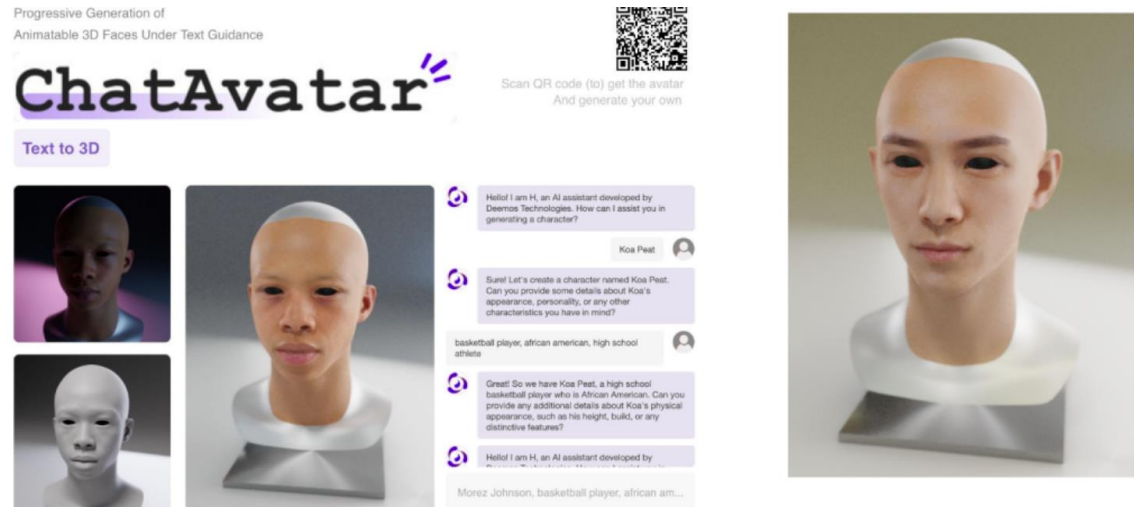 Progressive Generation of
Animatable 3D Faces Under Text Guidance
ChatAvatar
Scan QR code (to) get the avatar
And generate your own
Text to 3D
Hello! I am H, an AI assistant developed by
Deemos Technologies. How can I assist you in
generating a character?
Koa Peat
Sure! Let's create a character named Koa Peat.
Can you provide some details about Koa's
appearance, personality, or any other
characteristics you have in mind?
basketball player, african american, high school
athlete
Great! So we have Koa Peat, a high school
basketball player who is African American. Can you
provide any additional details about Koa's physical
appearance, such as his height, build, or any
distinctive features?
Hello! I am H, an AI assistant developed by
Morez Johnson, basketball player, african am...